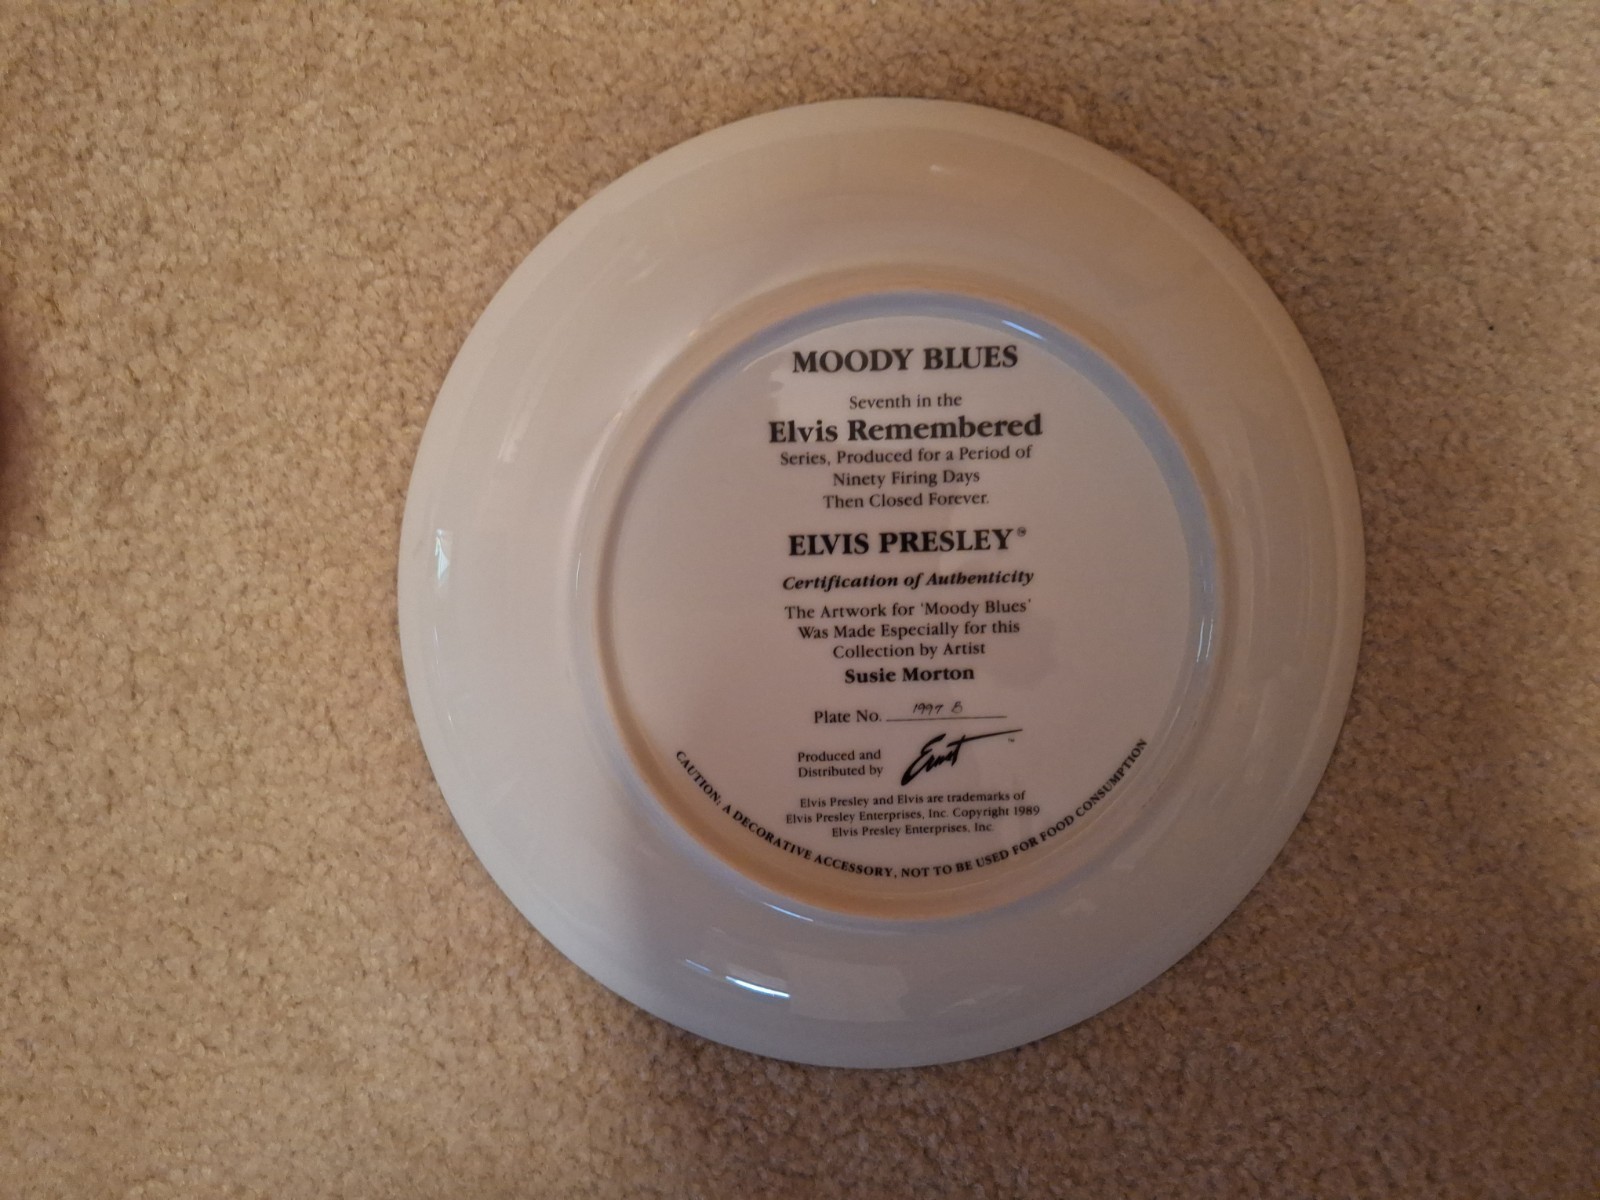 MOODY BLUES
Seventh in the
Elvis Remembered
Series, Produced for a Period of
Ninety Firing Days
Then Closed Forever.
ELVIS PRESLEY
Certification of Authenticity
The Artwork for 'Moody Blues'
Was Made Especially for this
Collection by Artist
Susie Morton
Plate No. 1997 B
Produced and
Distributed by Ernst™
Elvis Presley and Elvis are trademarks of
Elvis Presley Enterprises, Inc. Copyright 1989
Elvis Presley Enterprises, Inc.
CAUTION: A DECORATIVE ACCESSORY, NOT TO BE USED FOR FOOD CONSUMPTION